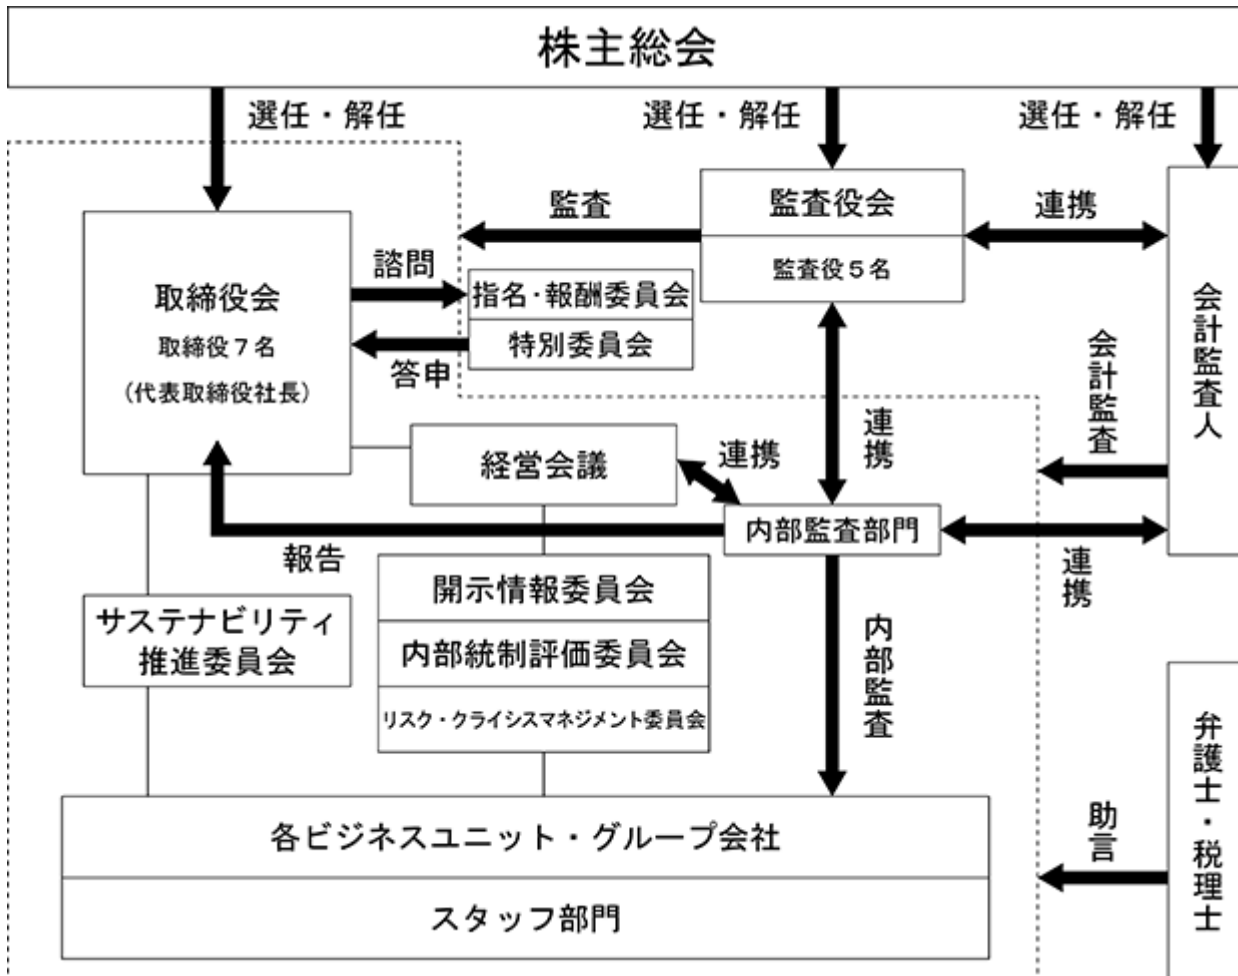 株主総会
選任・解任
選任・解任
選任・解任
監査役会
監査役５名
監査
連携
諮問
指名・報酬委員会
特別委員会
答申
取締役会
取締役７名
（代表取締役社長）
会計監査人
会計監査
連携
経営会議
連携
内部監査部門
連携
報告
開示情報委員会
内部統制評価委員会
リスク・クライシスマネジメント委員会
サステナビリティ
推進委員会
内部監査
各ビジネスユニット・グループ会社
スタッフ部門
助言
弁護士・税理士